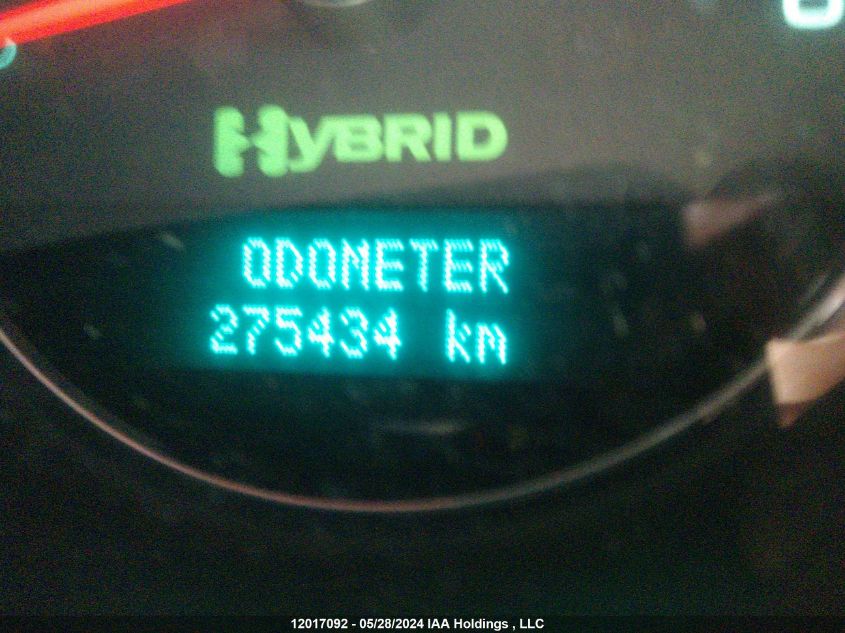 HYBRID
ODOMETER
275434 km
12017092 - 05/28/2024 IAA Holdings , LLC